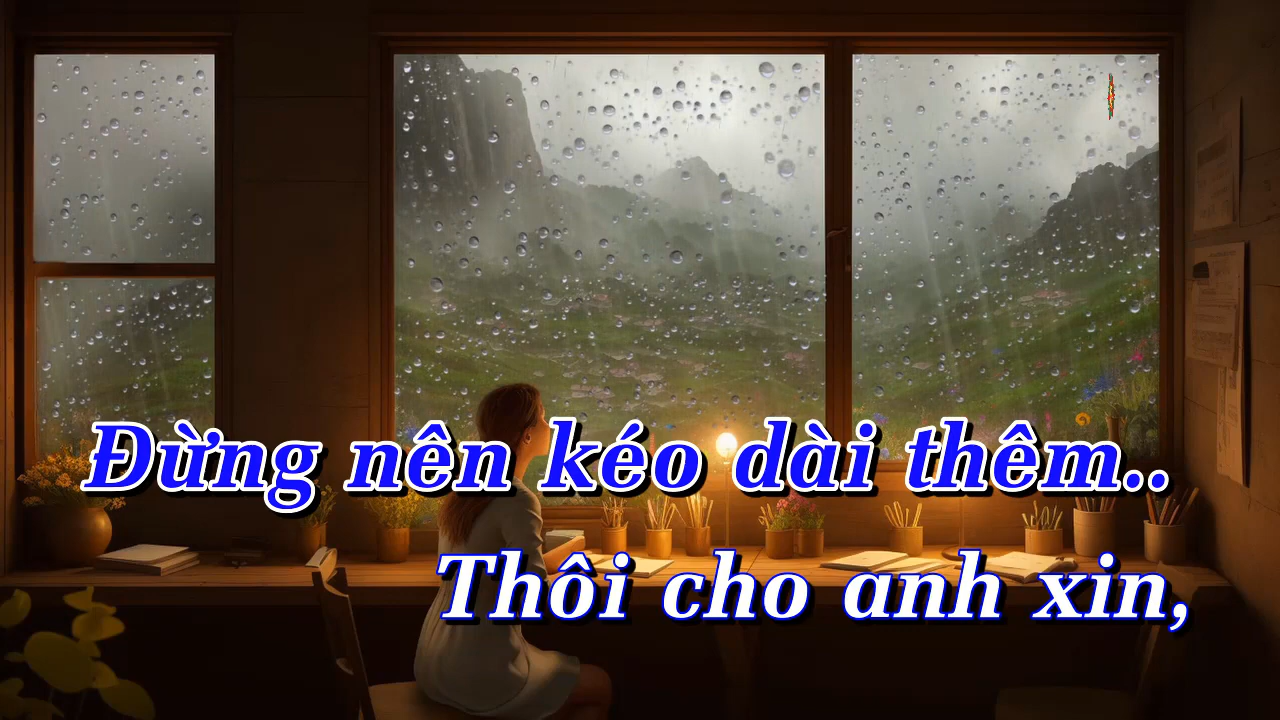 Đừng nên kéo dài thêm..
Thôi cho anh xin,